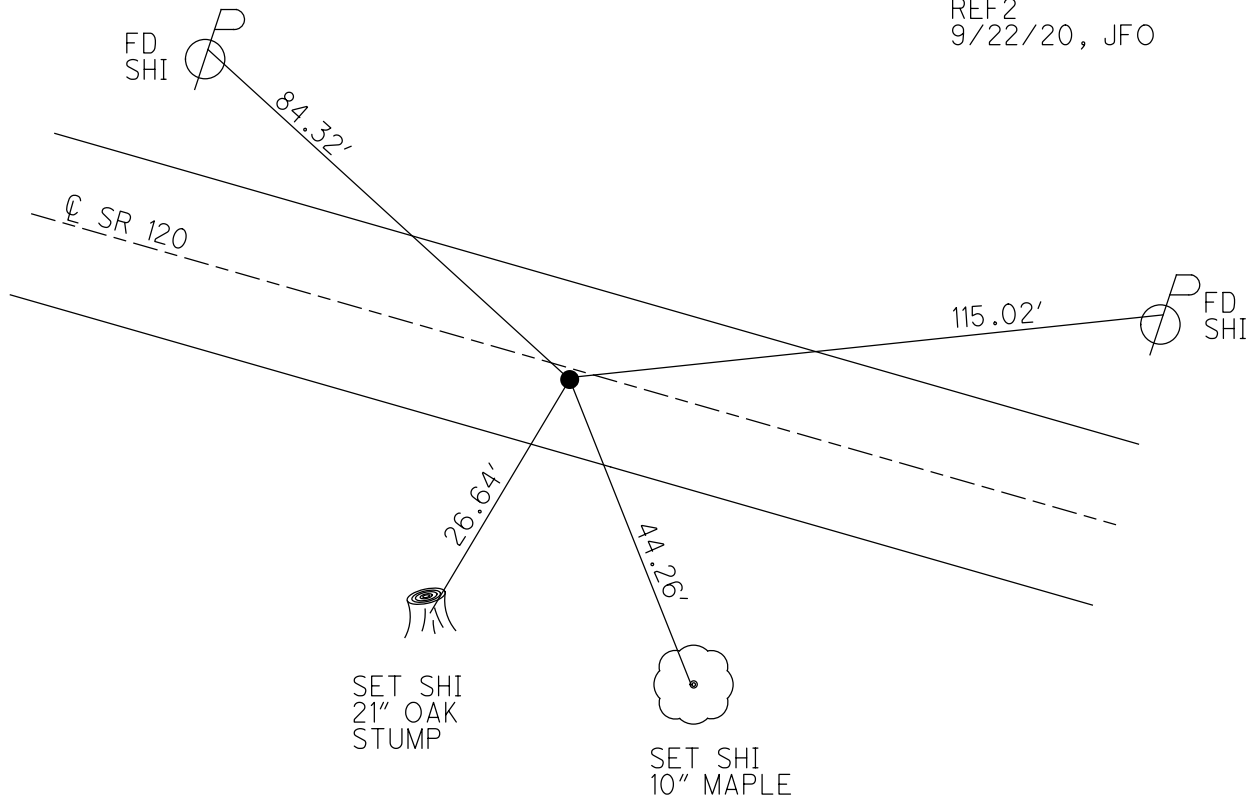 REF2
9/22/20, JFO
FD
SHI
84.32'
℄ SR 120
115.02'
FD
SHI
26.64'
44.26'
SET SHI
21" OAK
STUMP
SET SHI
10" MAPLE